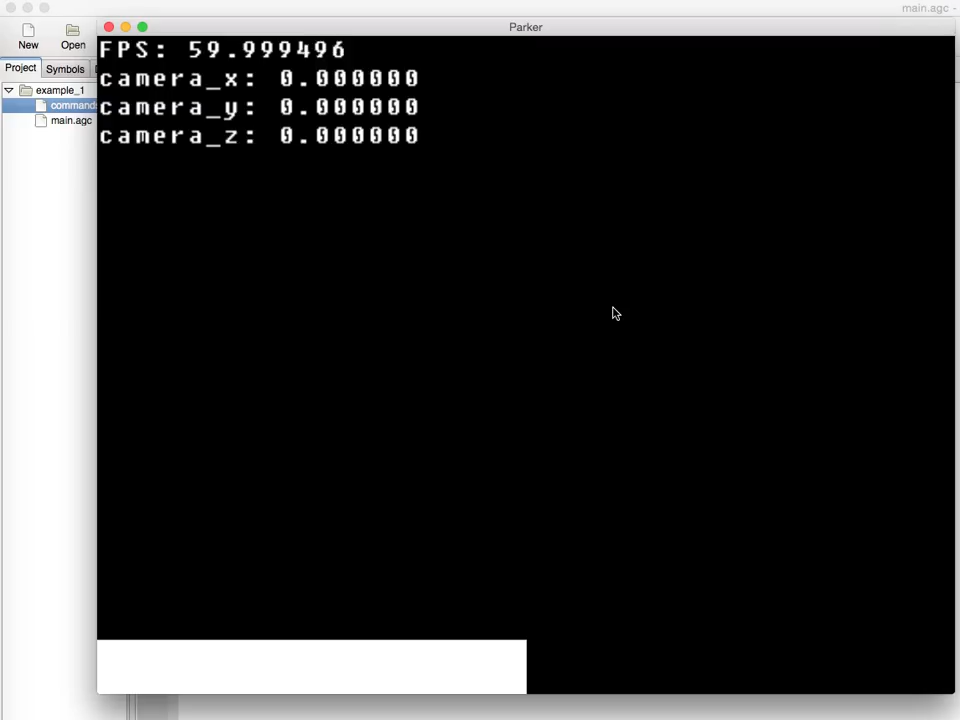 main.agc -
Parker
New
Open
FPS: 59.999496
camera_x: 0.000000
camera_y: 0.000000
camera_z: 0.000000
Project
Symbols
example_1
command
main.agc